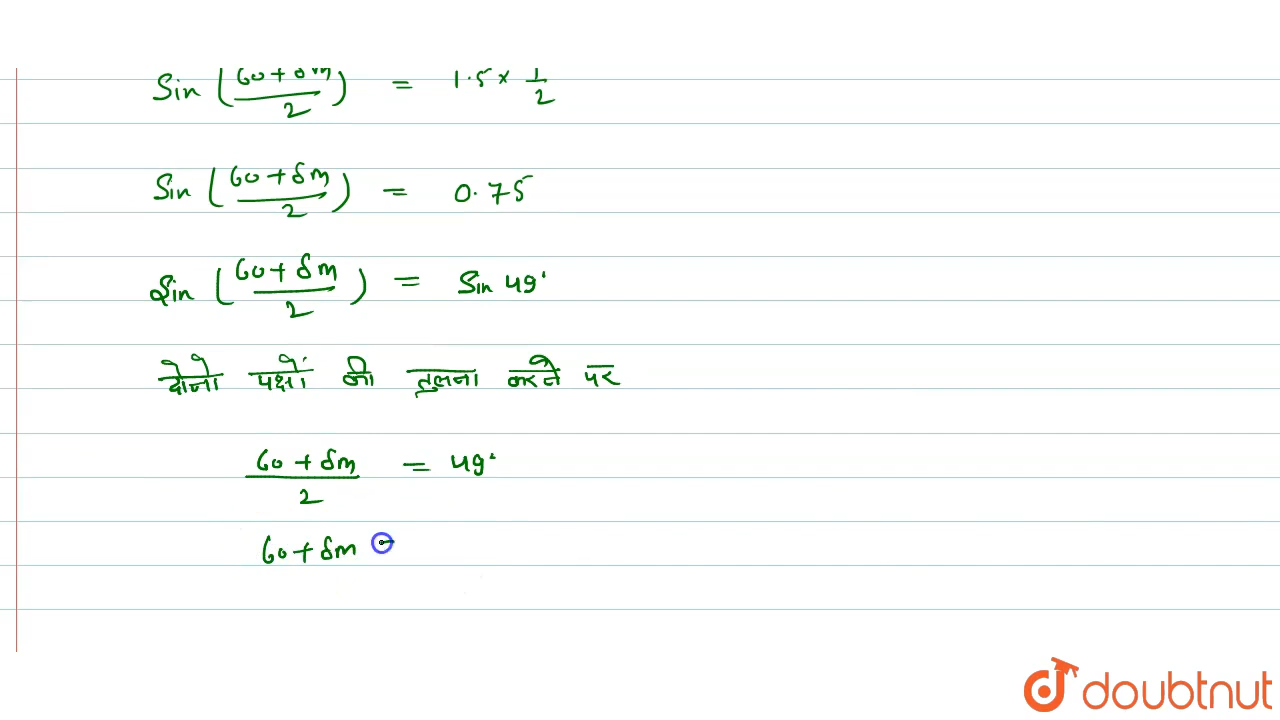 Sin (60+δm/2) = 1.5 × 1/2
Sin (60+δm/2) = 0.75
Sin (60+δm/2) = Sin 49°
दोनो पक्षों की तुलना करने पर
60+δm/2 = 49°
60+δm =
doubtnut